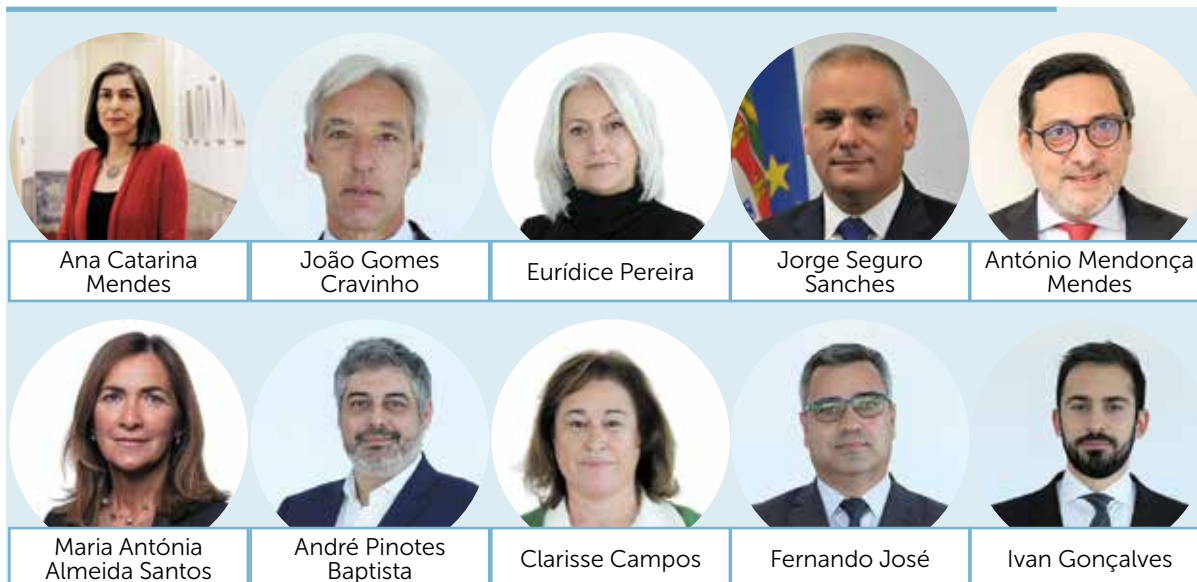 Ana Catarina
Mendes
João Gomes
Cravinho
Eurídice Pereira
Jorge Seguro
Sanches
António Mendonça
Mendes
Maria Antónia
Almeida Santos
André Pinotes
Baptista
Clarisse Campos
Fernando José
Ivan Gonçalves